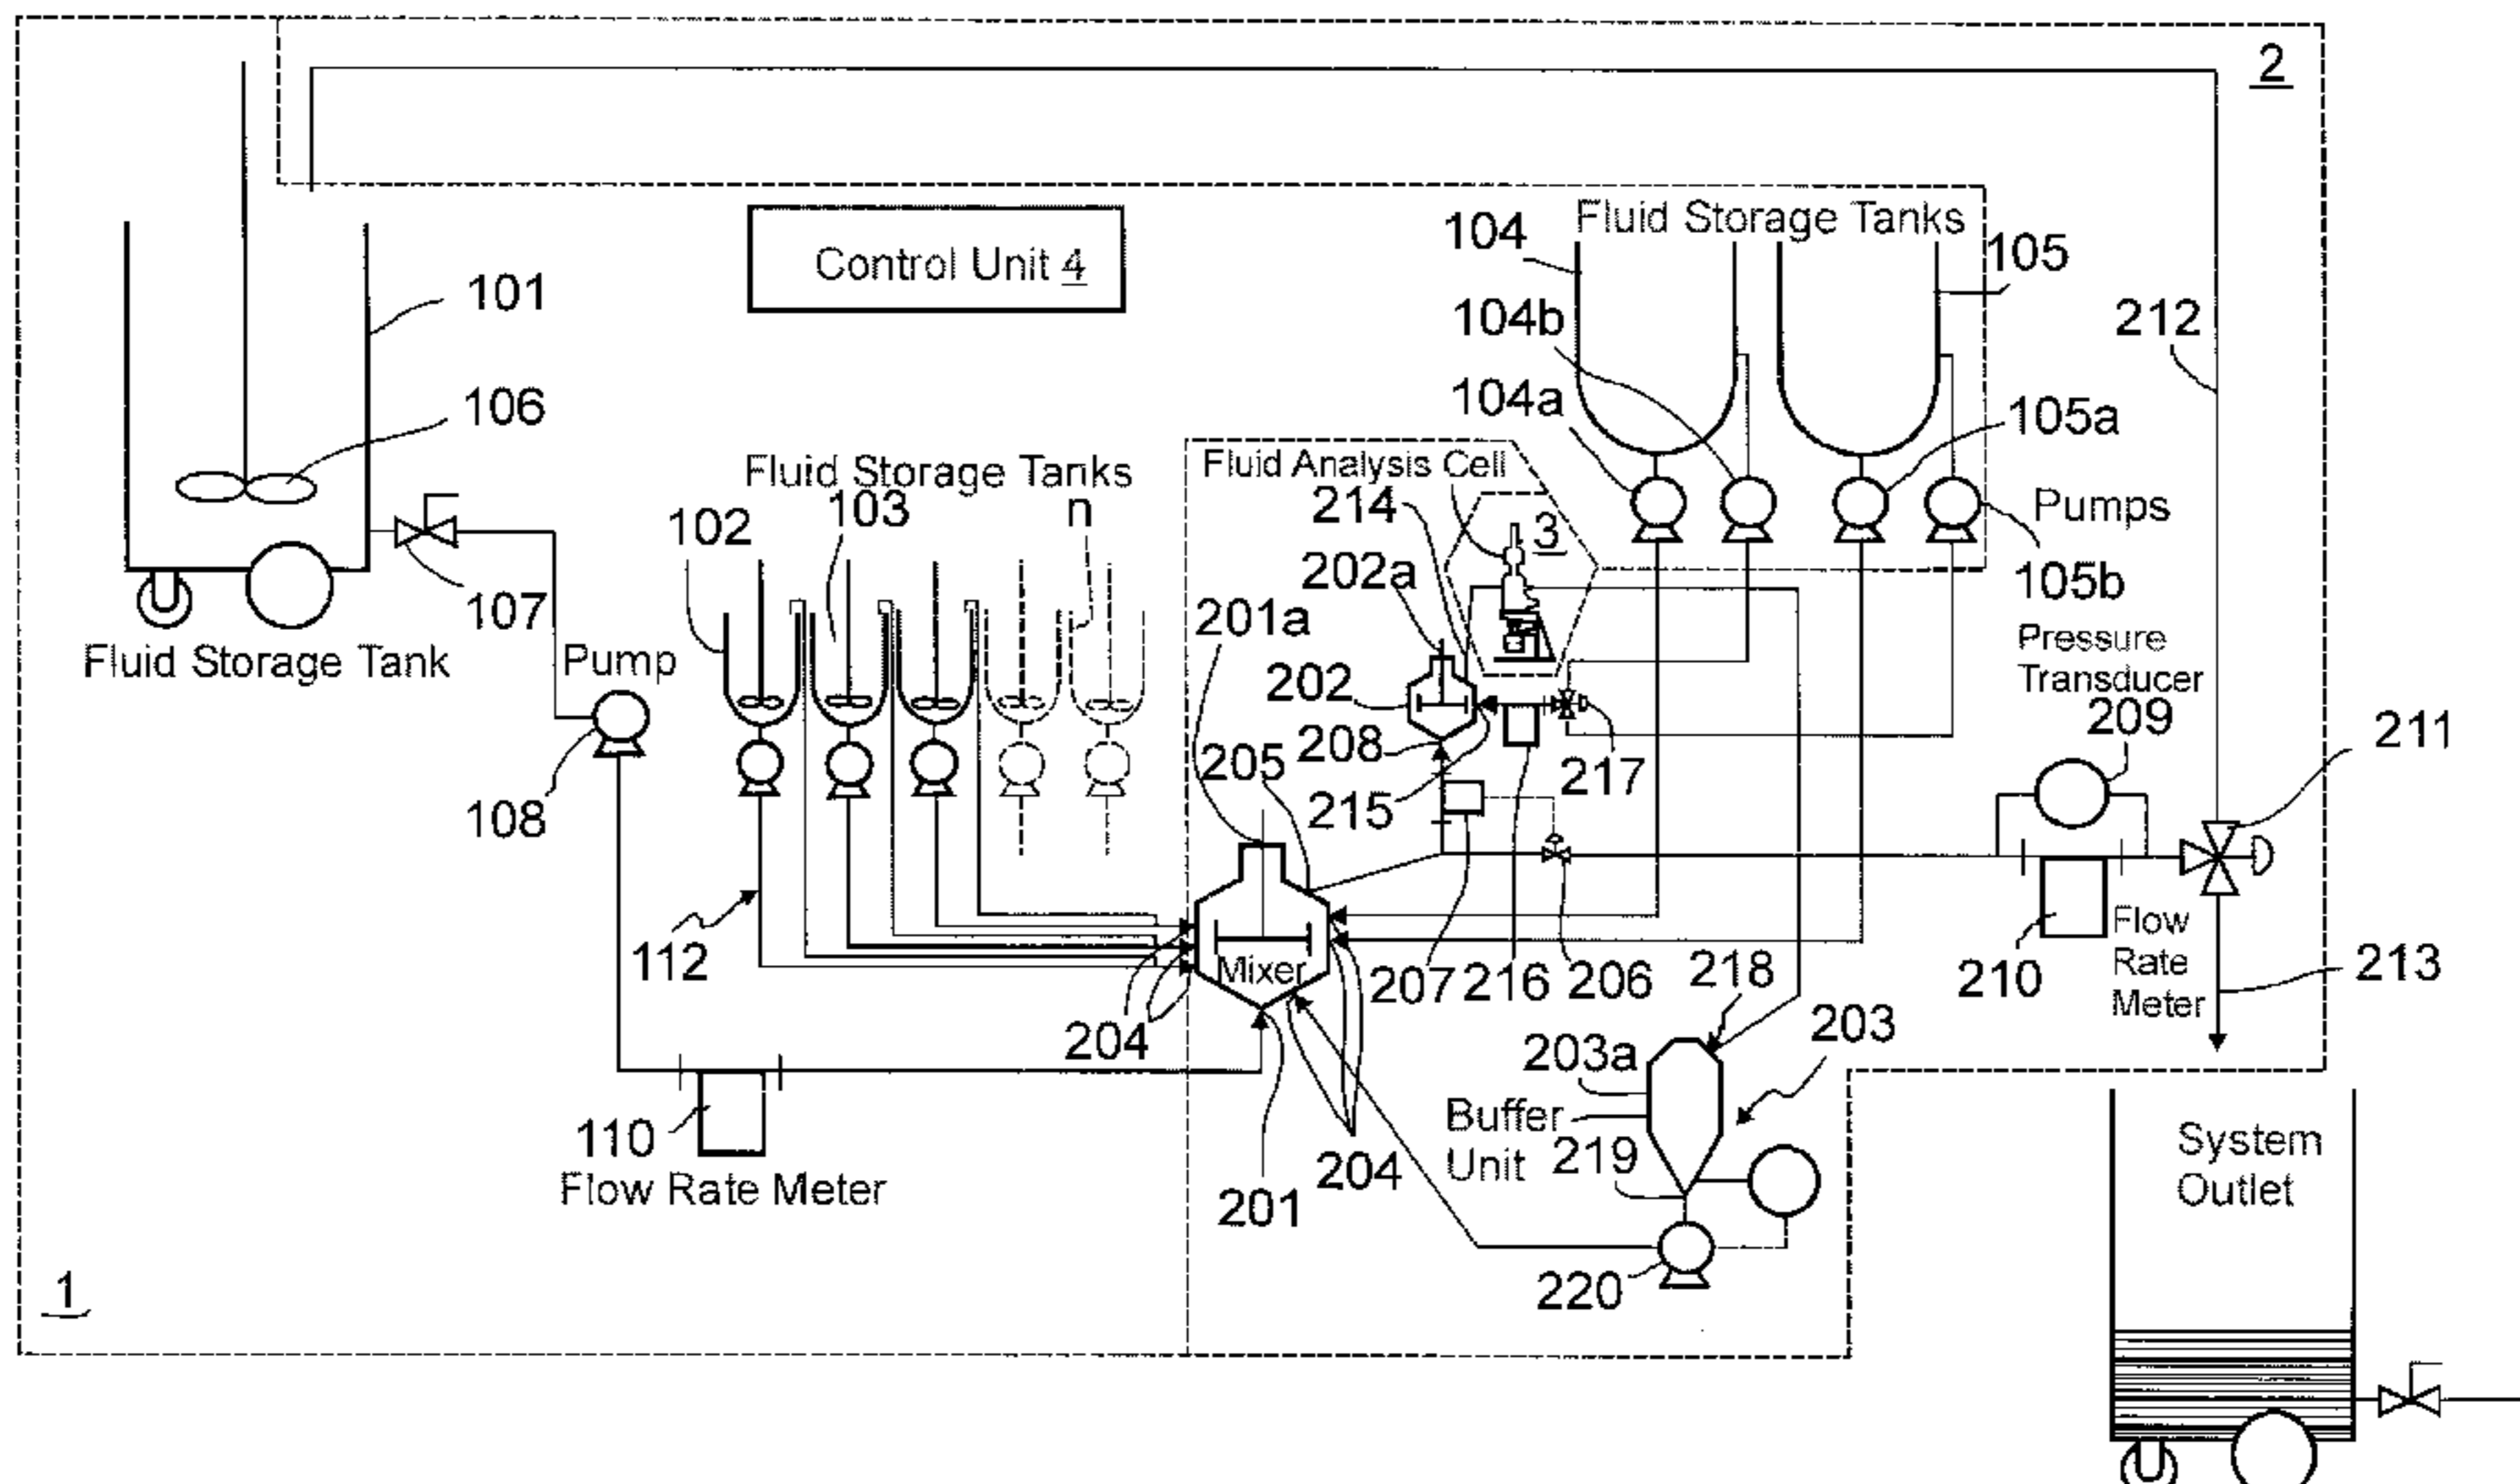 2
Control Unit 4
104
Fluid Storage Tanks
105
101
104b
212
106
104a
105a
Fluid Analysis Cell
Fluid Storage Tanks
214
Pumps
102
103
n
3
202a
105b
107
201a
Pressure
Transducer
Fluid Storage Tank
Pump
202
209
208
211
205
217
108
215
Flow
Rate
Meter
112
Mixer
207
216
206
218
210
213
204
203a
203
110
Buffer
Unit
219
204
System
Outlet
Flow Rate Meter
201
220
1